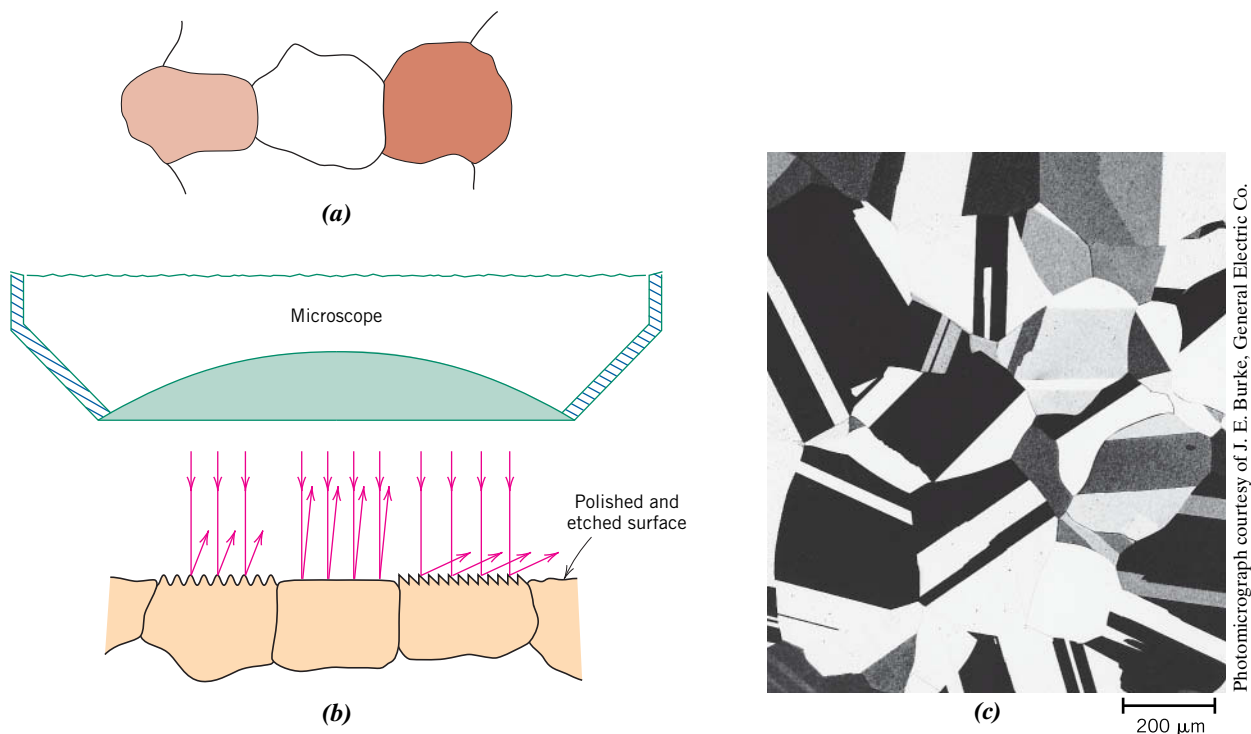 (a)
Microscope
Polished and
etched surface
(b)
(c)
200 μm
Photomicrograph courtesy of J. E. Burke, General Electric Co.